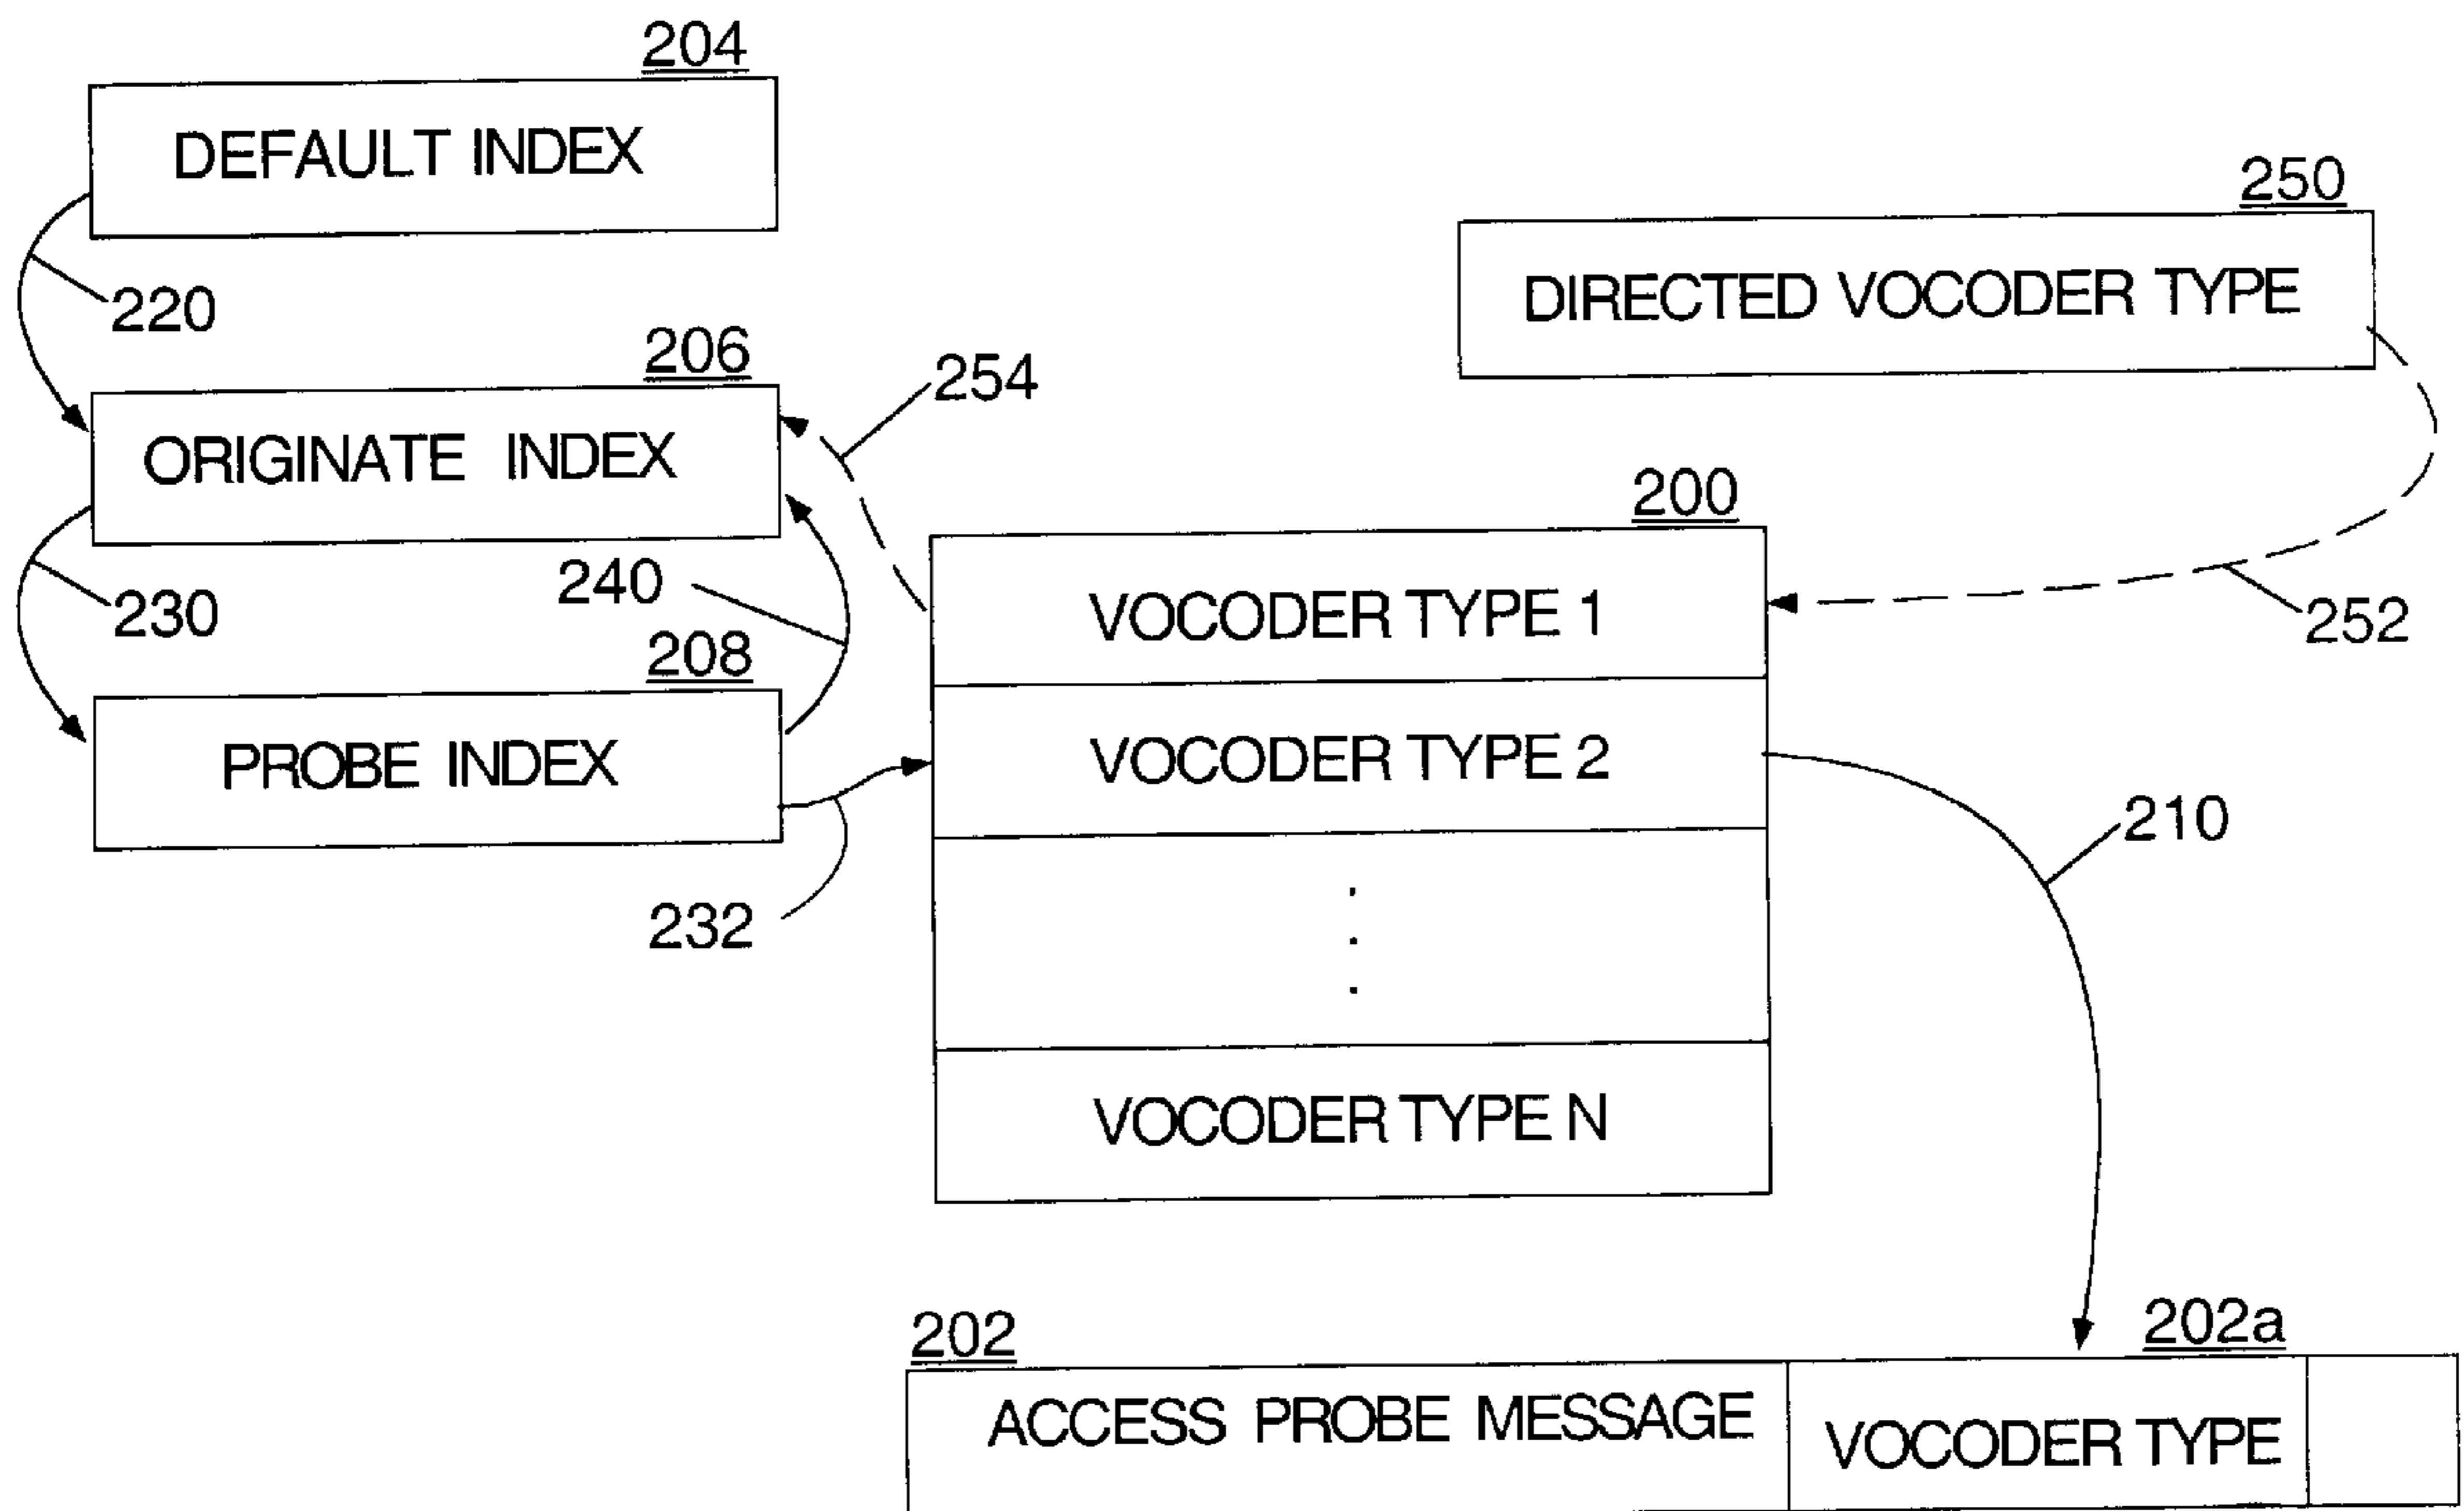 204
DEFAULT INDEX
250
DIRECTED VOCODER TYPE
220
206
254
ORIGINATE INDEX
200
240
230
VOCODER TYPE 1
252
208
PROBE INDEX
VOCODER TYPE 2
210
232
VOCODER TYPE N
202
202a
ACCESS PROBE MESSAGE
VOCODER TYPE